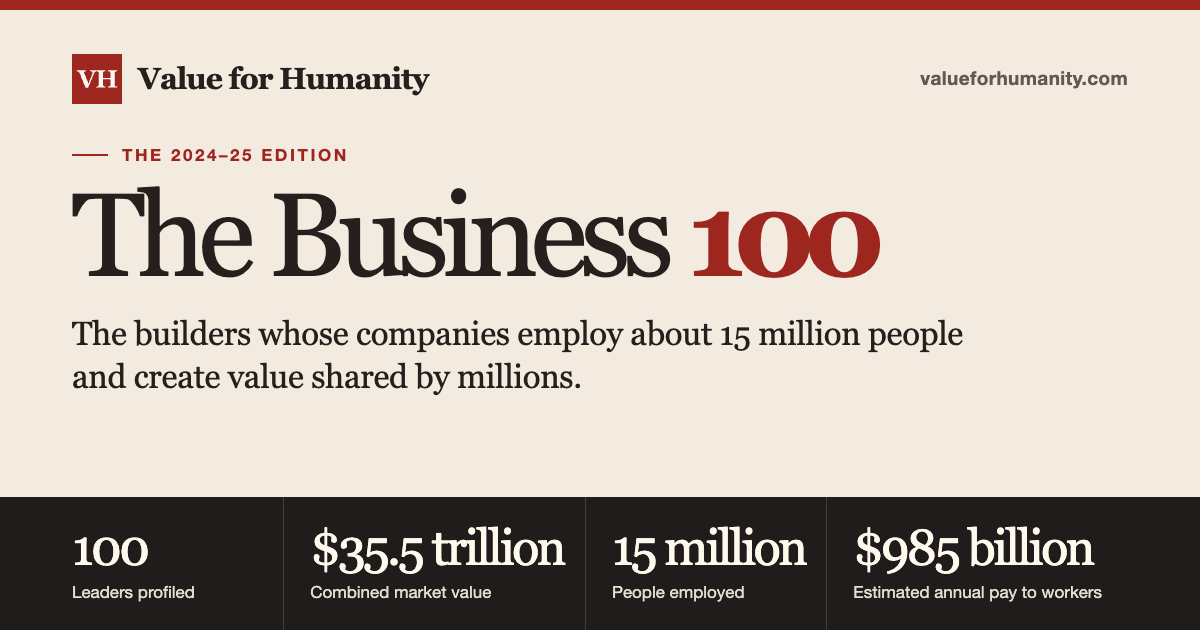 VH
Value for Humanity
valueforhumanity.com
THE 2024–25 EDITION
The Business 100
The builders whose companies employ about 15 million people
and create value shared by millions.
100
Leaders profiled
$35.5 trillion
Combined market value
15 million
People employed
$985 billion
Estimated annual pay to workers